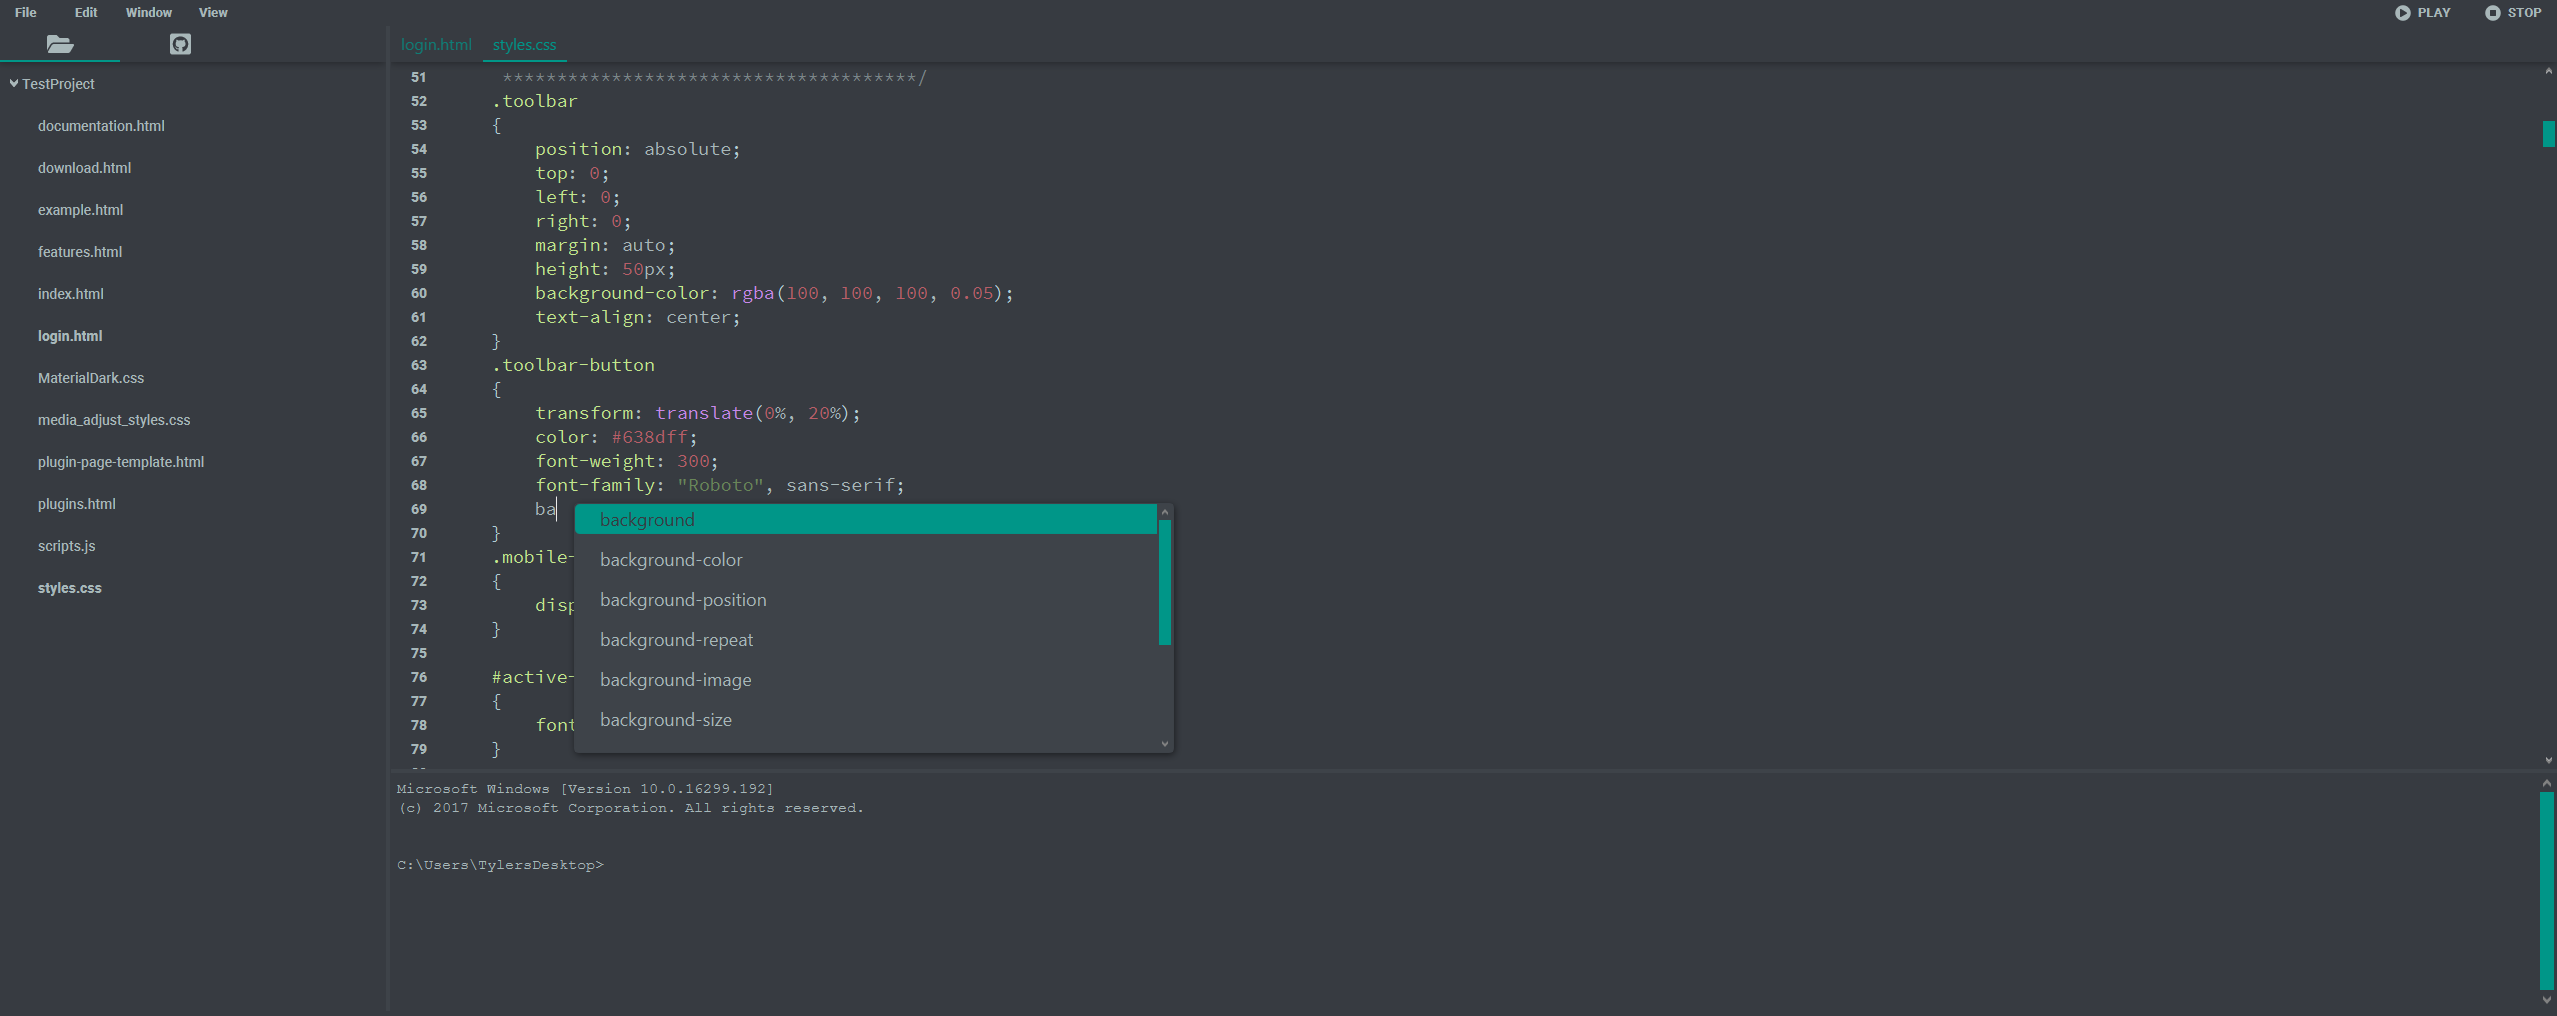 File Edit Window View PLAY STOP
login.html styles.css
TestProject
documentation.html
download.html
example.html
features.html
index.html
login.html
MaterialDark.css
media_adjust_styles.css
plugin-page-template.html
plugins.html
scripts.js
styles.css
51 **************************************/
52 .toolbar
53 {
54 position: absolute;
55 top: 0;
56 left: 0;
57 right: 0;
58 margin: auto;
59 height: 50px;
60 background-color: rgba(100, 100, 100, 0.05);
61 text-align: center;
62 }
63 .toolbar-button
64 {
65 transform: translate(0%, 20%);
66 color: #638dff;
67 font-weight: 300;
68 font-family: "Roboto", sans-serif;
69 ba
70 }
71 .mobile-
72 {
73 disp
74 }
75
76 #active-
77 {
78 font
79 }
background
background-color
background-position
background-repeat
background-image
background-size
Microsoft Windows [Version 10.0.16299.192]
(c) 2017 Microsoft Corporation. All rights reserved.
C:\Users\TylersDesktop>